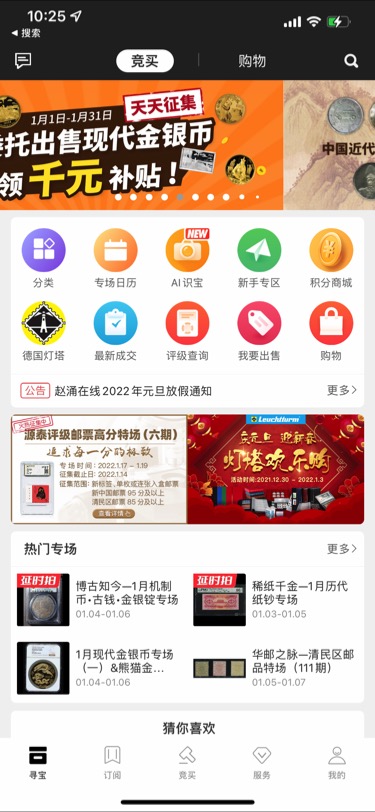 10:25
搜索
竞买
购物
天天征集
1月1日-1月31日
委托出售现代金银币
领 千元 补贴！
中国近代
NEW
分类
专场日历
AI识宝
新手专区
积分商城
德国灯塔
最新成交
评级查询
我要出售
购物
公告 赵涌在线2022年元旦放假通知
更多
源泰评级邮票高分特场(六期)
追求每一分的极致
专场时间：2022.1.17 - 1.19
征集截止日：2022.1.14
征集范围：新标签、单枚或连张入盒邮票
新中国邮票 95 分及以上
清民区邮票 85 分及以上
查看详情
Leuchtturm
庆元旦 迎新春
灯塔欢乐购
活动时间:2021.12.30 - 2022.1.3
热门专场
更多
延时拍
博古知今—1月机制
币•古钱•金银锭专场
01.04-01.06
延时拍
稀纸千金—1月历代
纸钞专场
01.03-01.05
1月现代金银币专场
（一）&熊猫金...
01.04-01.06
华邮之脉—清民区邮
品特场（111期）
01.05-01.07
猜你喜欢
寻宝
订阅
竞买
服务
我的